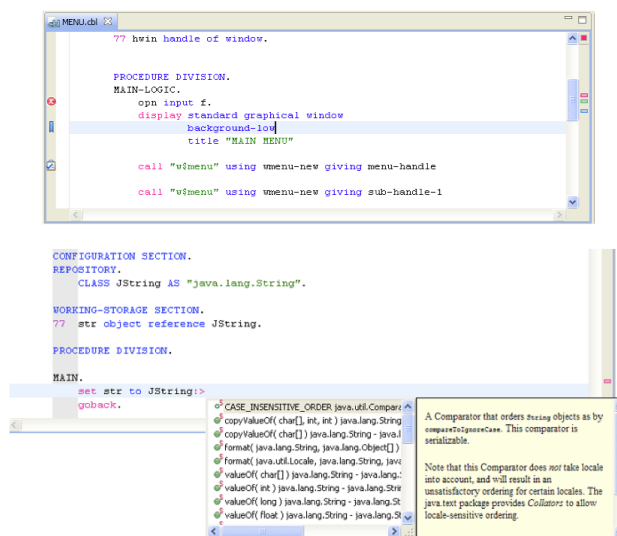 MENU.cbl
77 hwin handle of window.
PROCEDURE DIVISION.
MAIN-LOGIC.
opn input f.
display standard graphical window
background-low
title "MAIN MENU"
call "w$menu" using wmenu-new giving menu-handle
call "w$menu" using wmenu-new giving sub-handle-1
CONFIGURATION SECTION.
REPOSITORY.
CLASS JString AS "java.lang.String".
WORKING-STORAGE SECTION.
77 str object reference JString.
PROCEDURE DIVISION.
MAIN.
set str to JString:>
goback.
CASE_INSENSITIVE_ORDER java.util.Compara
copyValueOf( char[], int, int ) java.lang.String
copyValueOf( char[] ) java.lang.String - java.l
format( java.lang.String, java.lang.Object[] )
format( java.util.Locale, java.lang.String, java
valueOf( char[] ) java.lang.String - java.lang.S
valueOf( int ) java.lang.String - java.lang.Strin
valueOf( long ) java.lang.String - java.lang.St
valueOf( float ) java.lang.String - java.lang.S
A Comparator that orders String objects as by
compareToIgnoreCase. This comparator is
serializable.
Note that this Comparator does not take locale
into account, and will result in an
unsatisfactory ordering for certain locales. The
java.text package provides Collators to allow
locale-sensitive ordering.